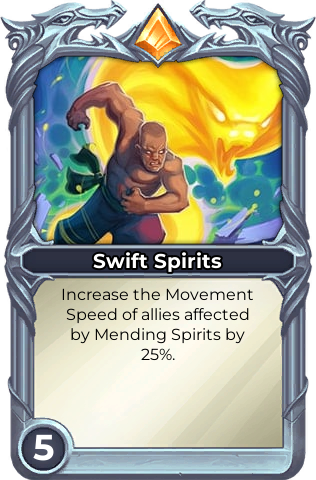 Swift Spirits
Increase the Movement
Speed of allies affected
by Mending Spirits by
25%.
5